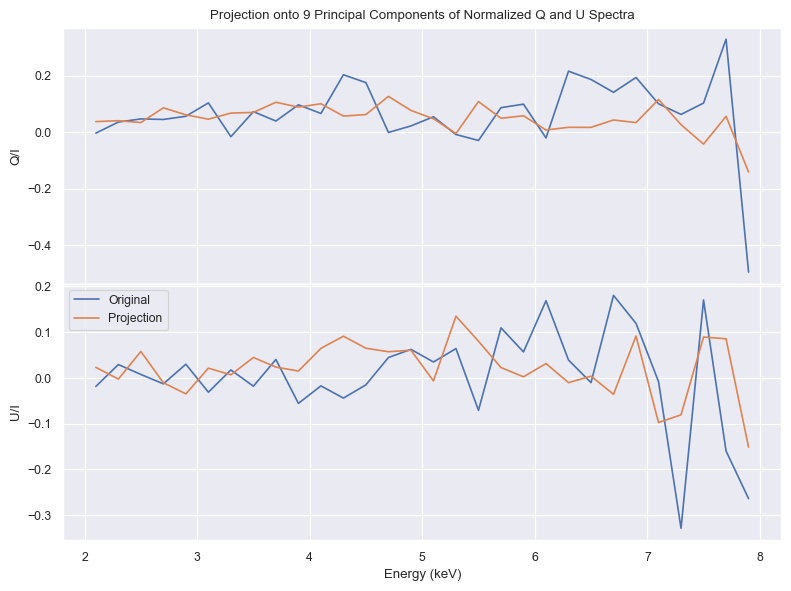 Projection onto 9 Principal Components of Normalized Q and U Spectra
0.2
0.0
−0.2
−0.4
Q/I
0.2
0.1
0.0
−0.1
−0.2
−0.3
U/I
Original
Projection
2 3 4 5 6 7 8
Energy (keV)